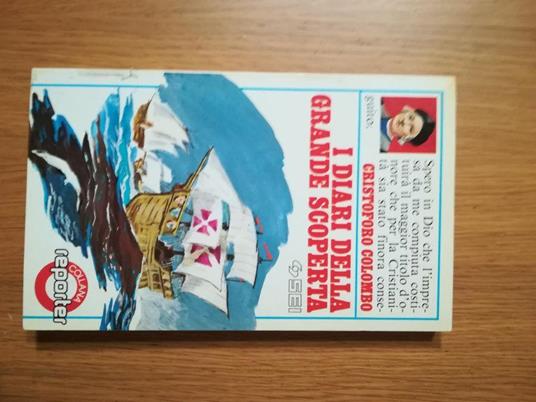 Spero in Dio che l'impre-
sa da me compiuta costi-
tuirà il maggior titolo d'o-
nore che per la Cristiani-
tà sia stato finora conse-
guito.
CRISTOFORO COLOMBO
I DIARI DELLA
GRANDE SCOPERTA
SEI
COLLANA
reporter